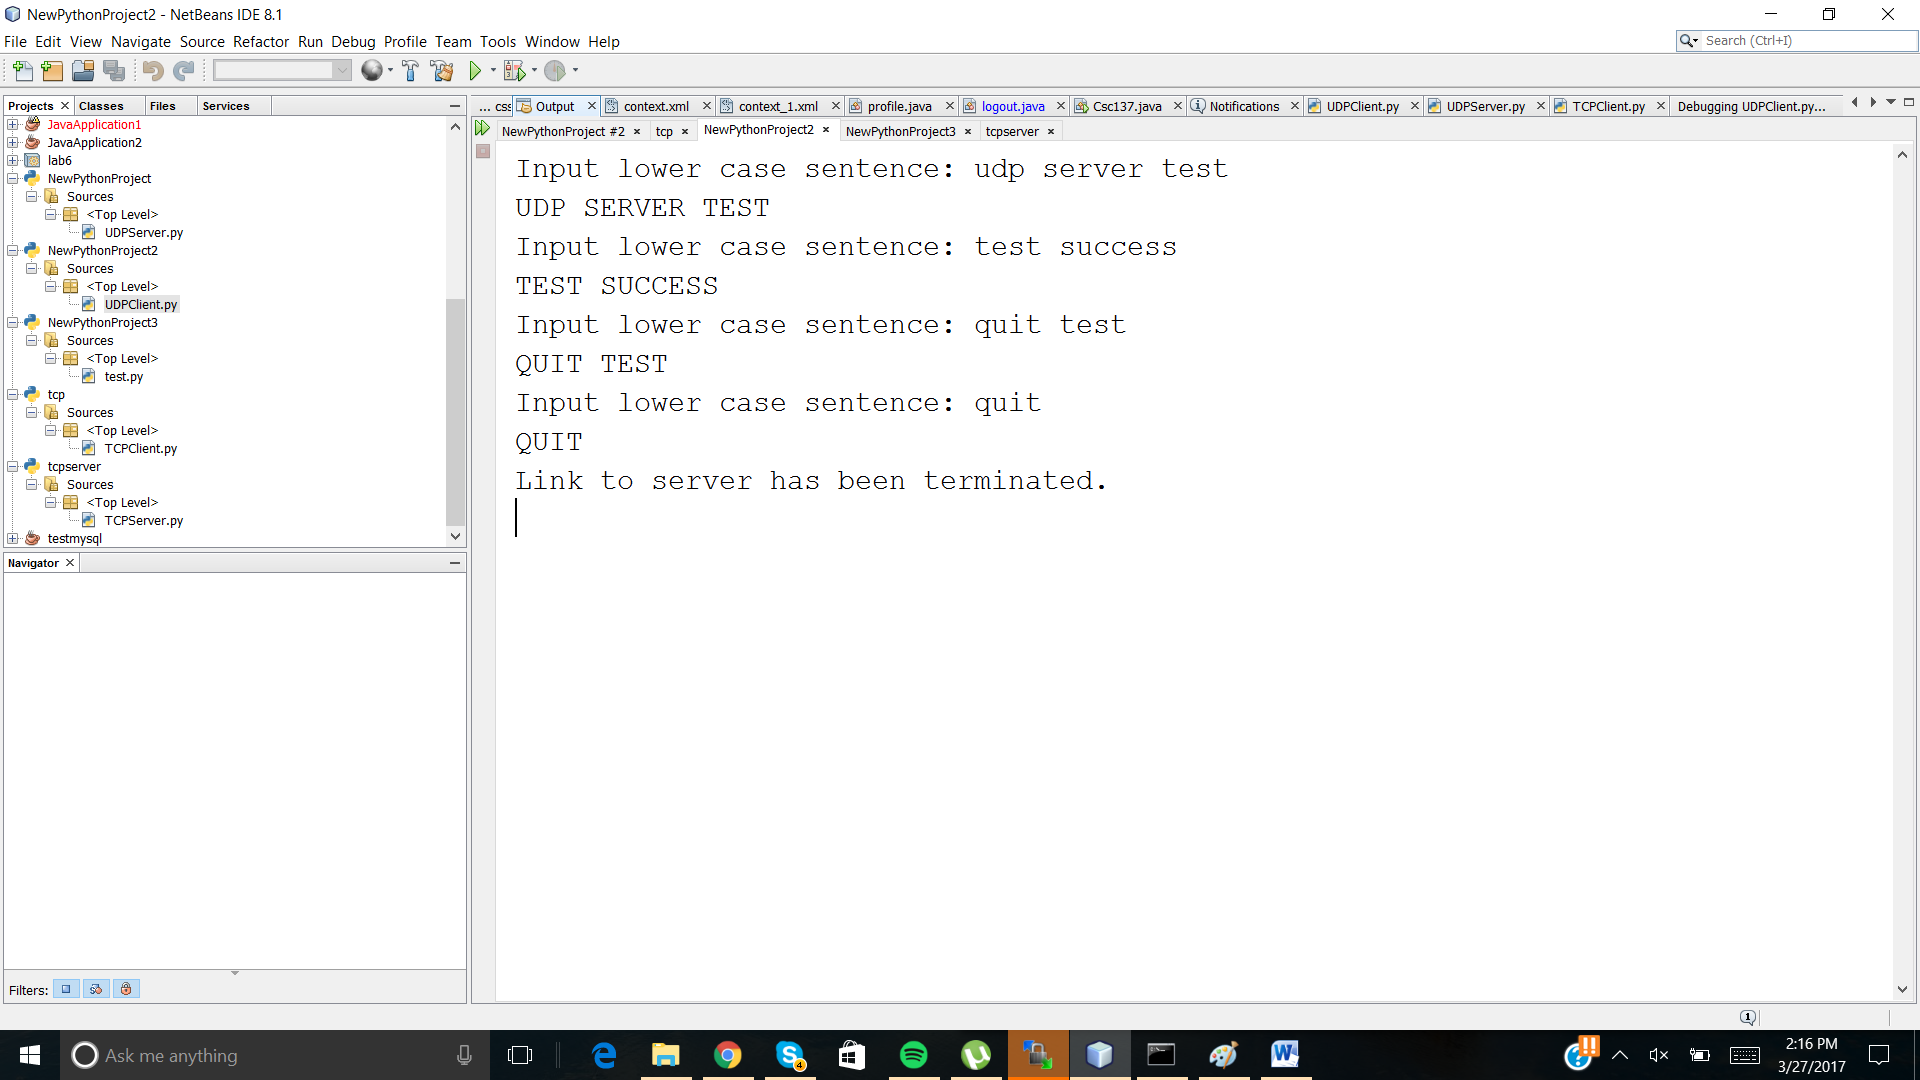 NewPythonProject2 - NetBeans IDE 8.1
File Edit View Navigate Source Refactor Run Debug Profile Team Tools Window Help
Search (Ctrl+I)
Projects Classes Files Services
... css Output context.xml context_1.xml profile.java logout.java Csc137.java Notifications UDPClient.py UDPServer.py TCPClient.py Debugging UDPClient.py...
NewPythonProject #2 tcp NewPythonProject2 NewPythonProject3 tcpserver
JavaApplication1
JavaApplication2
lab6
NewPythonProject
Sources
<Top Level>
UDPServer.py
NewPythonProject2
Sources
<Top Level>
UDPClient.py
NewPythonProject3
Sources
<Top Level>
test.py
tcp
Sources
<Top Level>
TCPClient.py
tcpserver
Sources
<Top Level>
TCPServer.py
testmysql
Input lower case sentence: udp server test
UDP SERVER TEST
Input lower case sentence: test success
TEST SUCCESS
Input lower case sentence: quit test
QUIT TEST
Input lower case sentence: quit
QUIT
Link to server has been terminated.
Navigator
Filters:
Ask me anything
4
2:16 PM
3/27/2017